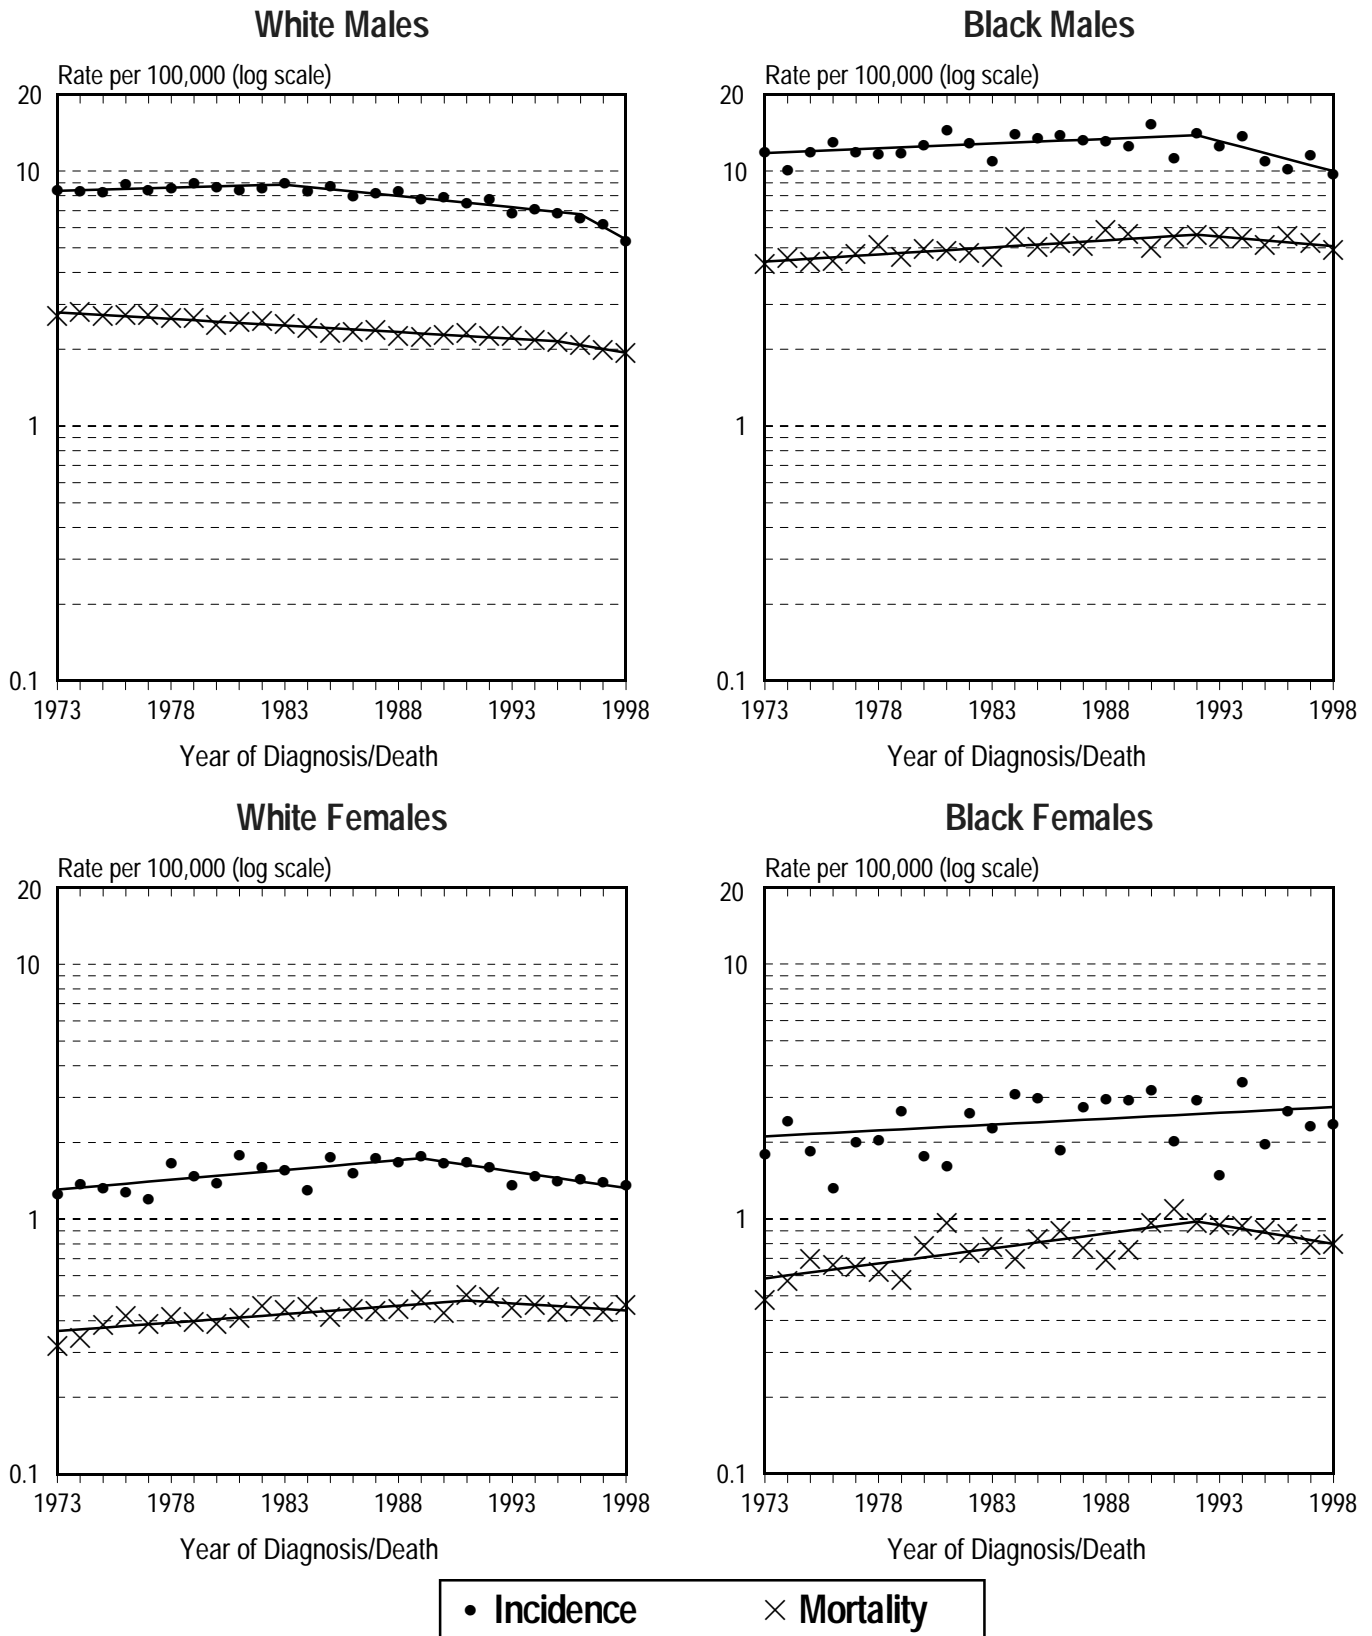 White Males
Rate per 100,000 (log scale)
20
10
1
0.1
1973 1978 1983 1988 1993 1998
Year of Diagnosis/Death
Black Males
Rate per 100,000 (log scale)
20
10
1
0.1
1973 1978 1983 1988 1993 1998
Year of Diagnosis/Death
White Females
Rate per 100,000 (log scale)
20
10
1
0.1
1973 1978 1983 1988 1993 1998
Year of Diagnosis/Death
Black Females
Rate per 100,000 (log scale)
20
10
1
0.1
1973 1978 1983 1988 1993 1998
Year of Diagnosis/Death
Incidence Mortality